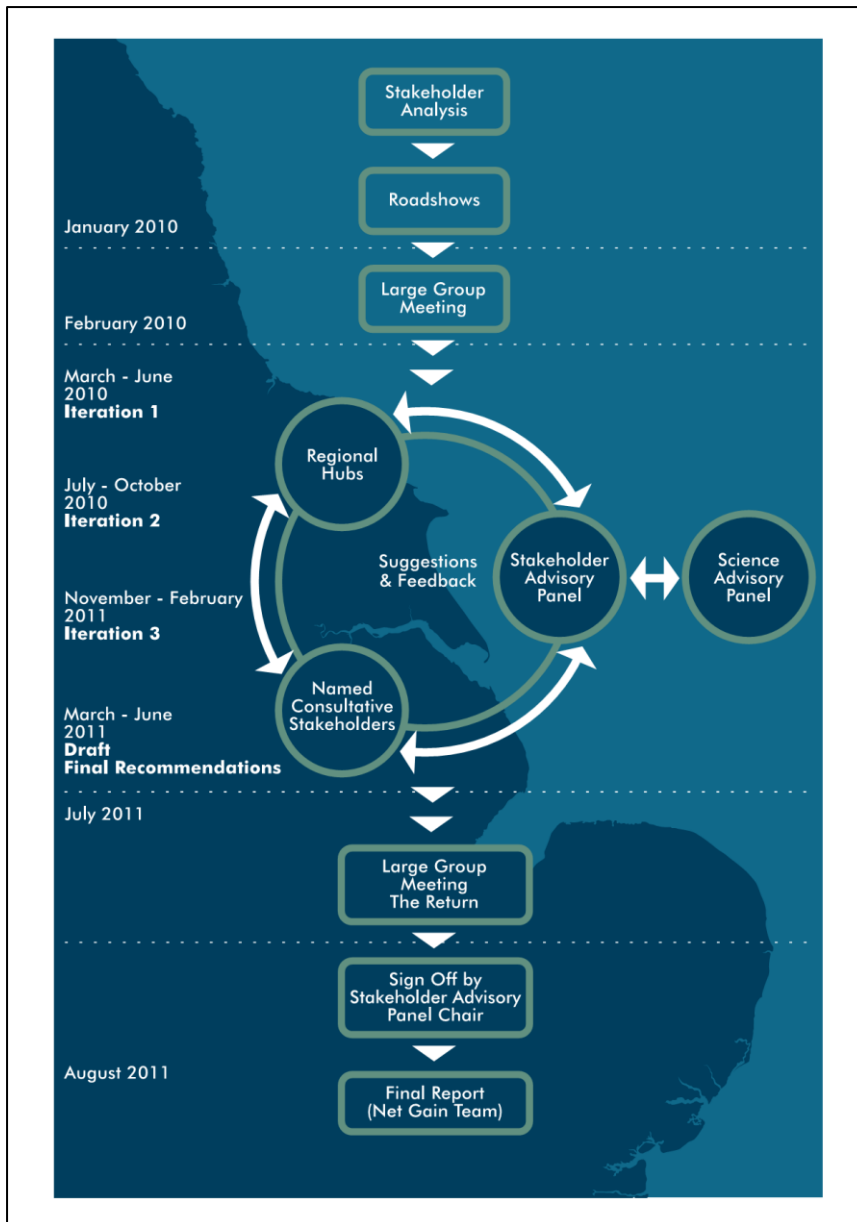 Stakeholder
Analysis
Roadshows
January 2010
Large Group
Meeting
February 2010
March - June
2010
Iteration 1
Regional
Hubs
July - October
2010
Iteration 2
Suggestions
& Feedback
Stakeholder
Advisory
Panel
Science
Advisory
Panel
November - February
2011
Iteration 3
Named
Consultative
Stakeholders
March - June
2011
Draft
Final Recommendations
July 2011
Large Group
Meeting
The Return
Sign Off by
Stakeholder Advisory
Panel Chair
August 2011
Final Report
(Net Gain Team)